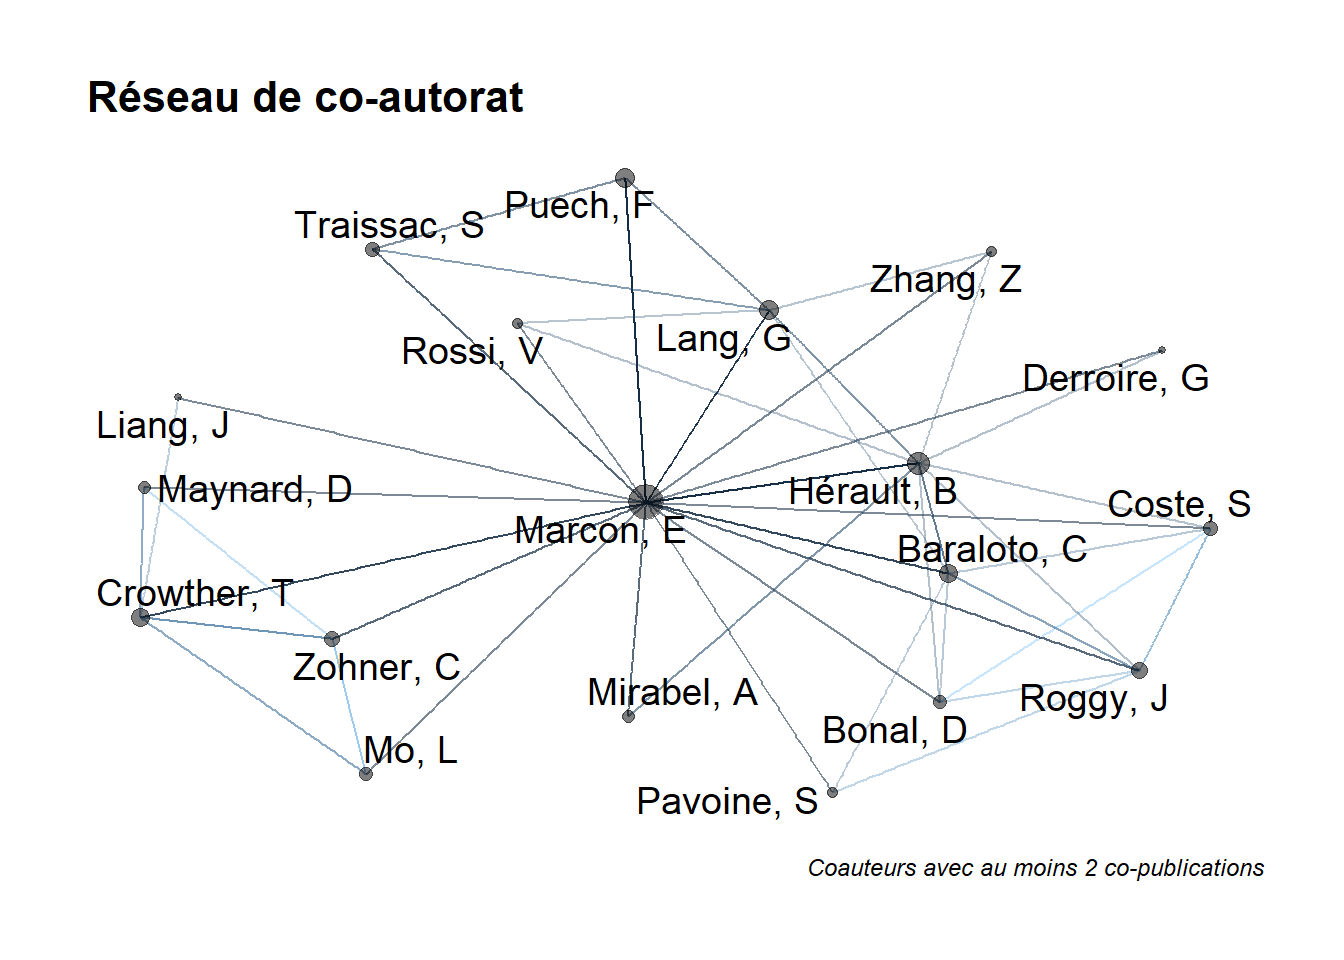 Réseau de co-autorat
Puech, F
Traissac, S
Zhang, Z
Lang, G
Rossi, V
Derroire, G
Liang, J
Maynard, D
Hérault, B
Coste, S
Marcon, E
Baraloto, C
Crowther, T
Zohner, C
Mirabel, A
Roggy, J
Bonal, D
Mo, L
Pavoine, S
Coauteurs avec au moins 2 co-publications